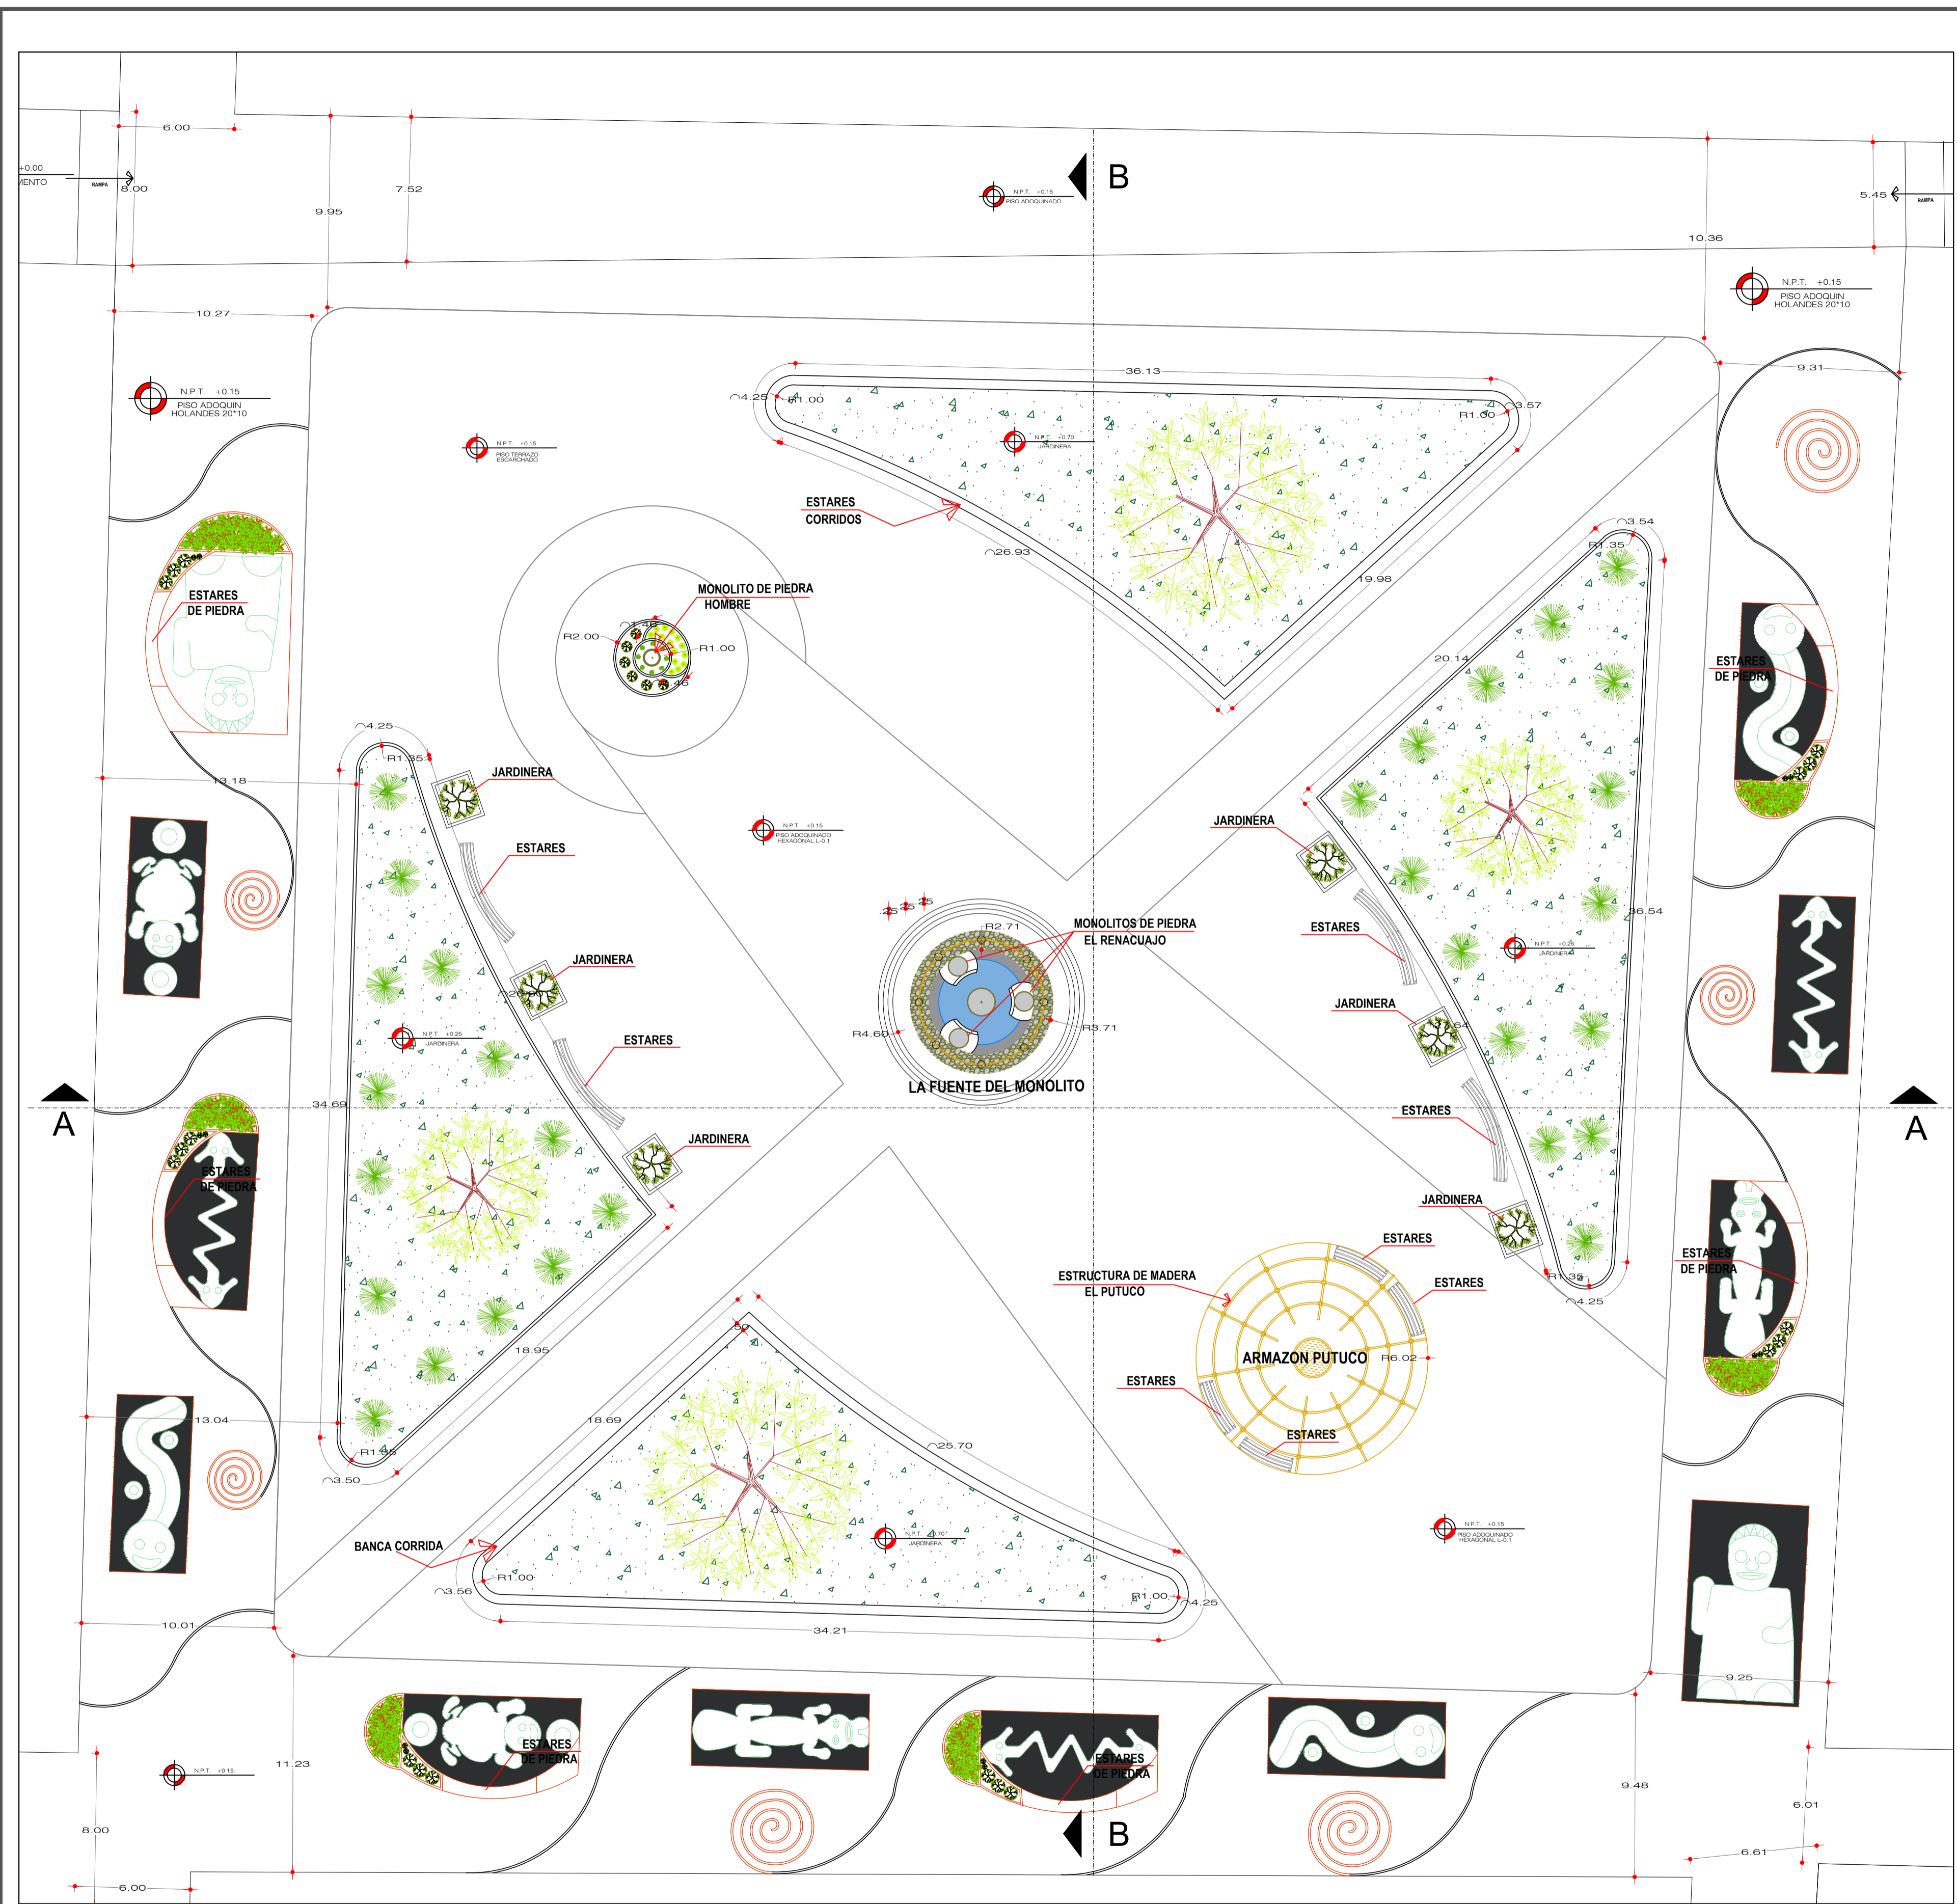 6.00
+0.00
MENTO
RAMPA
8.00
9.95
7.52
N.P.T. +0.15
PISO ADOQUINADO
B
5.45
RAMPA
10.36
N.P.T. +0.15
PISO ADOQUIN
HOLANDES 20*10
10.27
36.13
9.31
N.P.T. +0.15
PISO ADOQUIN
HOLANDES 20*10
⌒4.25
R1.00
⌒3.57
R1.00
N.P.T. +0.15
PISO TERRAZO
ESCARCHADO
N.P.T. +0.70
JARDINERA
ESTARES
CORRIDOS
⌒26.93
19.98
⌒3.54
R1.35
ESTARES
DE PIEDRA
MONOLITO DE PIEDRA
HOMBRE
R2.00
R1.00
20.14
ESTARES
DE PIEDRA
⌒4.25
R1.35
13.18
JARDINERA
JARDINERA
N.P.T. +0.15
PISO ADOQUINADO
HEXAGONAL L-0.1
ESTARES
.25
.25
.25
R2.71
MONOLITOS DE PIEDRA
EL RENACUAJO
ESTARES
36.54
N.P.T. +0.25
JARDINERA
JARDINERA
JARDINERA
N.P.T. +0.25
JARDINERA
ESTARES
R4.60
R3.71
LA FUENTE DEL MONOLITO
34.69
A
ESTARES
A
JARDINERA
ESTARES
DE PIEDRA
JARDINERA
ESTARES
ESTRUCTURA DE MADERA
EL PUTUCO
ESTARES
R1.35
⌒4.25
ESTARES
DE PIEDRA
.50
18.95
ARMAZON PUTUCO
R6.02
ESTARES
13.04
18.69
⌒25.70
ESTARES
R1.35
⌒3.50
N.P.T. +0.70
JARDINERA
N.P.T. +0.15
PISO ADOQUINADO
HEXAGONAL L-0.1
BANCA CORRIDA
⌒3.56
R1.00
R1.00
⌒4.25
10.01
34.21
9.25
N.P.T. +0.15
11.23
ESTARES
DE PIEDRA
ESTARES
DE PIEDRA
9.48
6.01
8.00
B
6.61
6.00